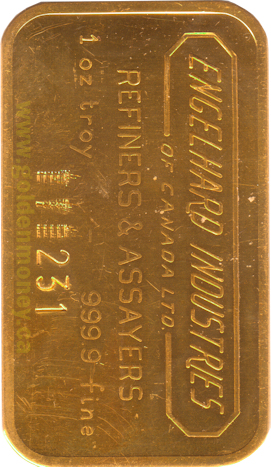 ENGELHARD INDUSTRIES
OF CANADA LTD.
REFINERS & ASSAYERS
1 oz troy 999.9 fine
231
www.goldenmoney.ca